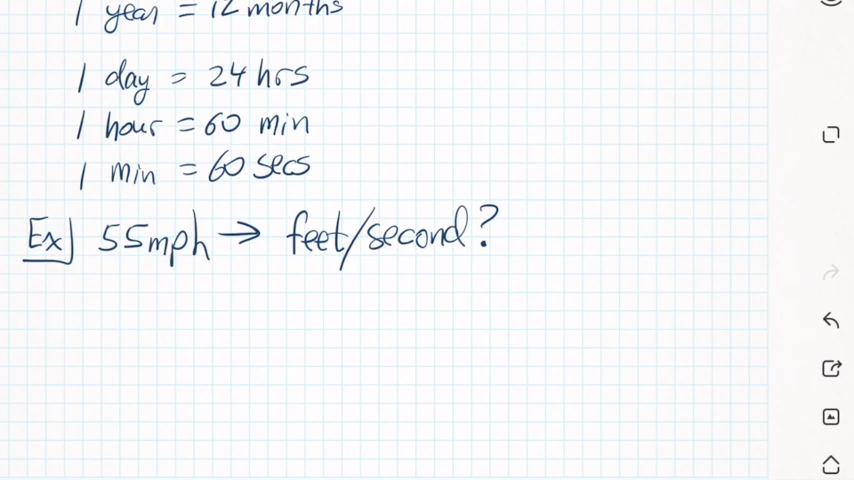 1 year = 12 months
1 day = 24 hrs
1 hour = 60 min
1 min = 60 secs
Ex] 55mph → feet/second?